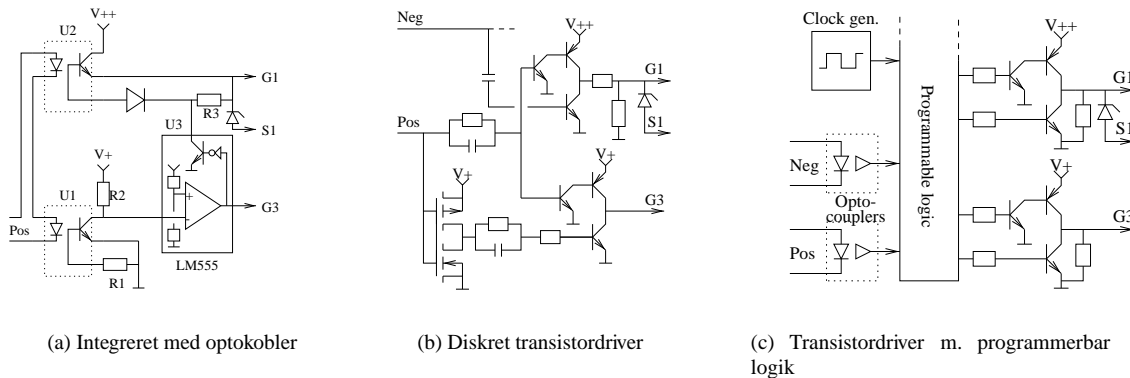 U2
V++
G1
R3
U3
S1
V+
R2
U1
+
-
G3
Pos
R1
LM555
(a) Integreret med optokobler
Neg
V++
G1
S1
Pos
V+
V+
G3
(b) Diskret transistordriver
Clock gen.
Programmable logic
V++
G1
S1
Neg
Opto-
couplers
Pos
V+
G3
(c) Transistordriver m. programmerbar
logik